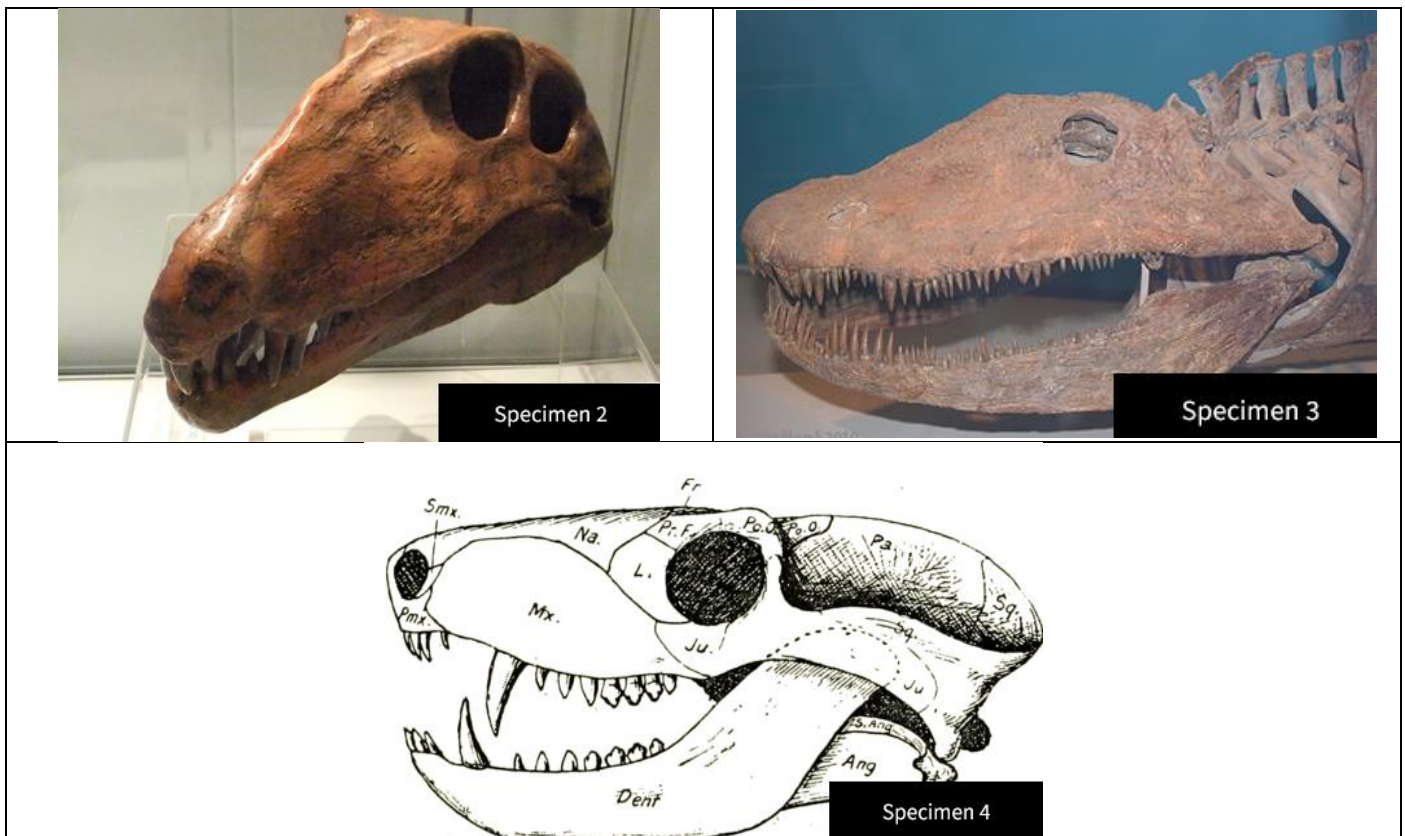 Specimen 2
Specimen 3
Fr
Smx.
Na.
Pr.F.
Po.O.
Po.O.
Pa.
L.
Sq.
Mx.
Pmx.
Ju.
Sq.
Ju
S.Ang
Ang
Dent
Specimen 4